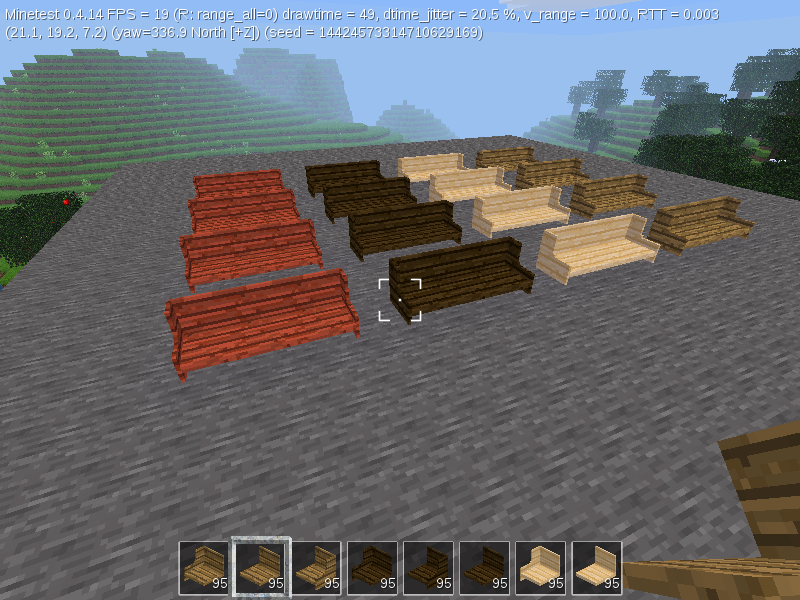 Minetest 0.4.14 FPS = 19 (R: range_all=0) drawtime = 49, dtime_jitter = 20.5 %, v_range = 100.0, RTT = 0.003
(21.1, 19.2, 7.2) (yaw=336.9 North [+Z]) (seed = 14424573314710629169)
95 95 95 95 95 95 95 95